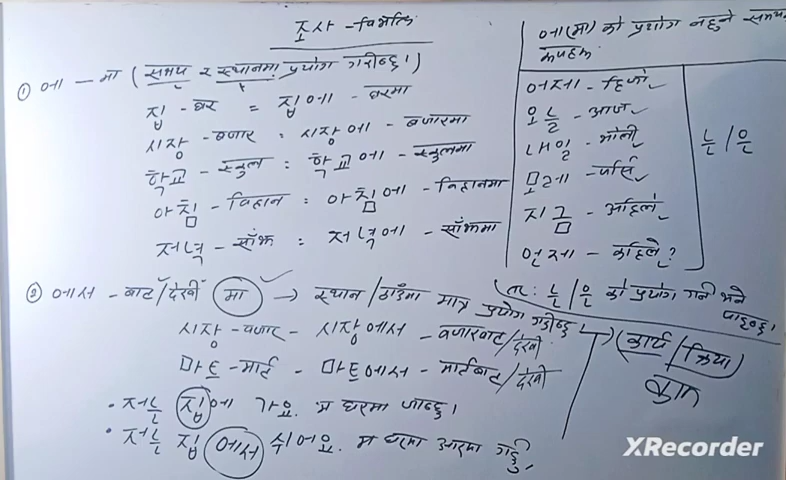 조사 - विभक्ति
① 에 - मा (समय र स्थानमा प्रयोग गरिन्छ।)
집 - घर = 집에 - घरमा
시장 - बजार : 시장에 - बजारमा
학교 - स्कुल : 학교에 - स्कुलमा
아침 - विहान : 아침에 - विहानमा
저녁 - साँझ : 저녁에 - साँझमा
에(मा) को प्रयोग नहुने समय
어제 - हिजो
오늘 - आज
내일 - भोली
모레 - पर्सि
지금 - अहिले
언제 - कहिले?
는/은
तर : 는/은 को प्रयोग गर्न भने पाइन्छ।
② 에서 - बाट/देखी मा → स्थान/ठाउँमा मात्र प्रयोग गरिन्छ।
시장 - बजार - 시장에서 - बजारबाट/देखी
마트 - मार्ट - 마트에서 - मार्टबाट/देखी
→ (कार्य/क्रिया)
काम
• 저는 집에 가요. म घरमा जान्छु।
• 저는 집에서 쉬어요. म घरमा आराम गर्छु
XRecorder